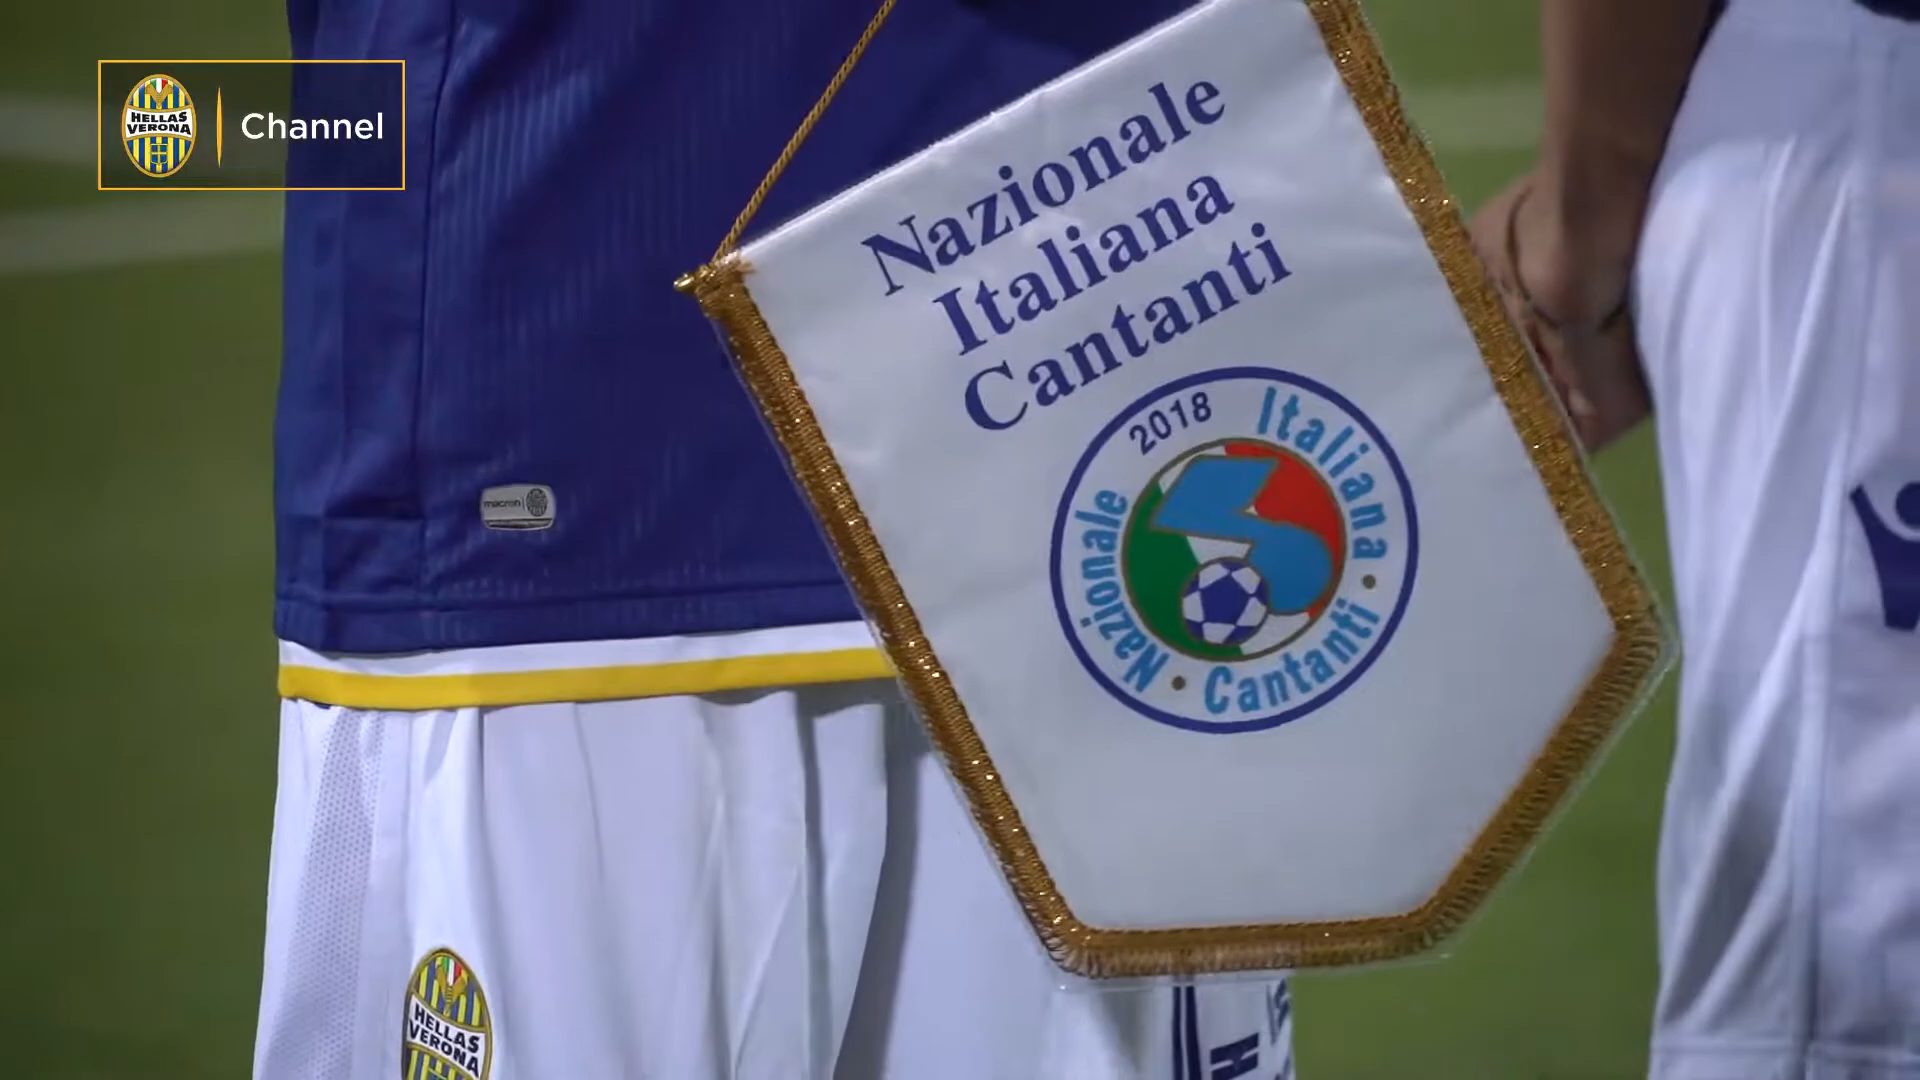 HELLAS
VERONA
Channel
Nazionale
Italiana
Cantanti
2018
Nazionale Italiana • Cantanti •
macron
HELLAS
VERONA
H